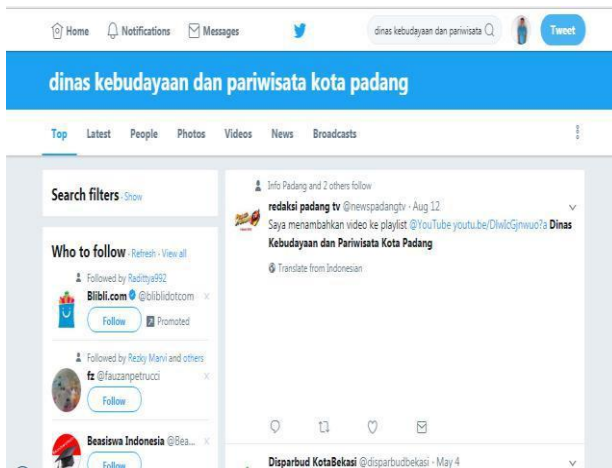 Home Notifications Messages dinas kebudayaan dan pariwisata Tweet
dinas kebudayaan dan pariwisata kota padang
Top Latest People Photos Videos News Broadcasts
Search filters · Show
Who to follow · Refresh · View all
Followed by Radittya992
Blibli.com @bliblidotcom ×
Follow Promoted
Followed by Rezky Marvi and others
fz @fauzanpetrucci ×
Follow
Beasiswa Indonesia @Bea... ×
Follow
Info Padang and 2 others follow
redaksi padang tv @newspadangtv · Aug 12
Saya menambahkan video ke playlist @YouTube Dinas
Kebudayaan dan Pariwisata Kota Padang
Translate from Indonesian
Disparbud KotaBekasi @disparbudbekasi · May 4